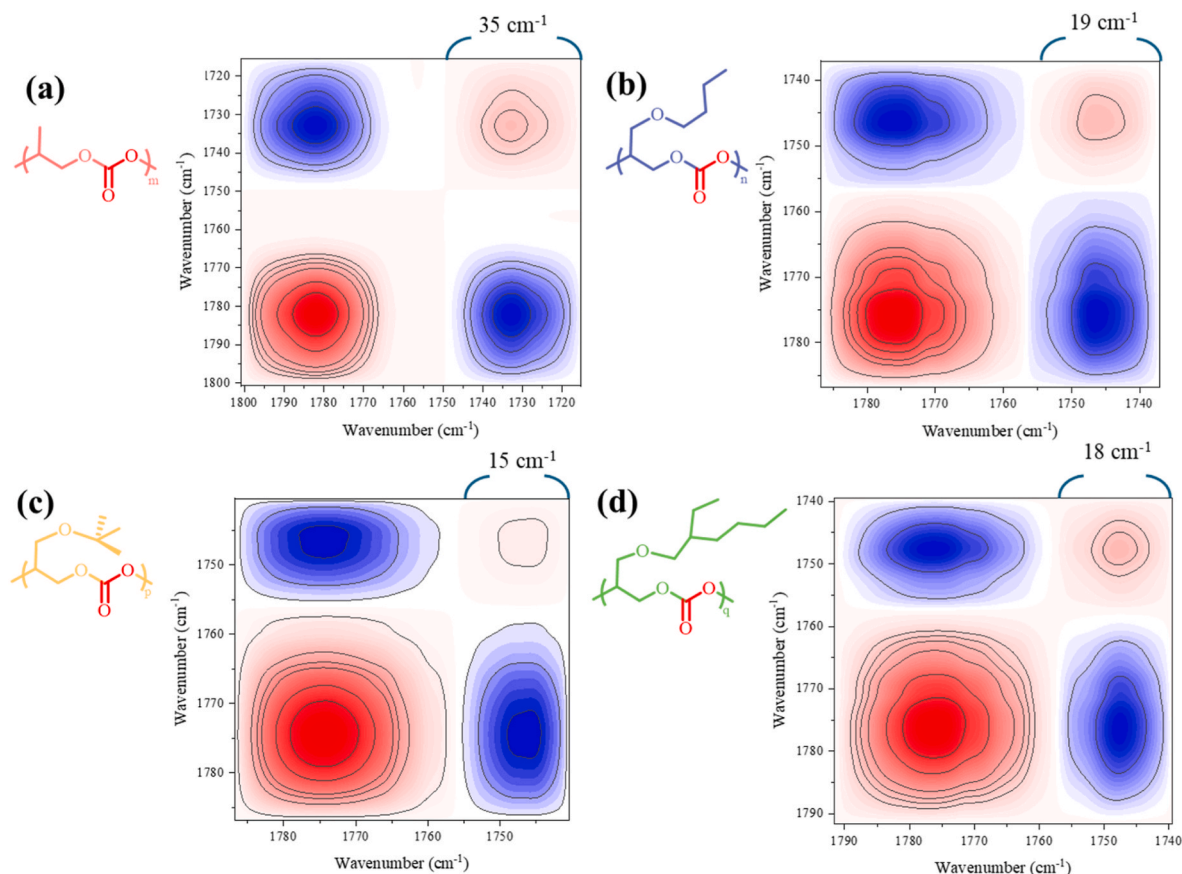 35 cm-1
(a)
O O
O
m
Wavenumber (cm-1)
1720
1730
1740
1750
1760
1770
1780
1790
1800
1800 1790 1780 1770 1760 1750 1740 1730 1720
Wavenumber (cm-1)
19 cm-1
(b)
O
O O
O
n
Wavenumber (cm-1)
1740
1750
1760
1770
1780
1780 1770 1760 1750 1740
Wavenumber (cm-1)
15 cm-1
(c)
O
O O
O
p
Wavenumber (cm-1)
1750
1760
1770
1780
1780 1770 1760 1750
Wavenumber (cm-1)
18 cm-1
(d)
O
O O
O
q
Wavenumber (cm-1)
1740
1750
1760
1770
1780
1790
1790 1780 1770 1760 1750 1740
Wavenumber (cm-1)